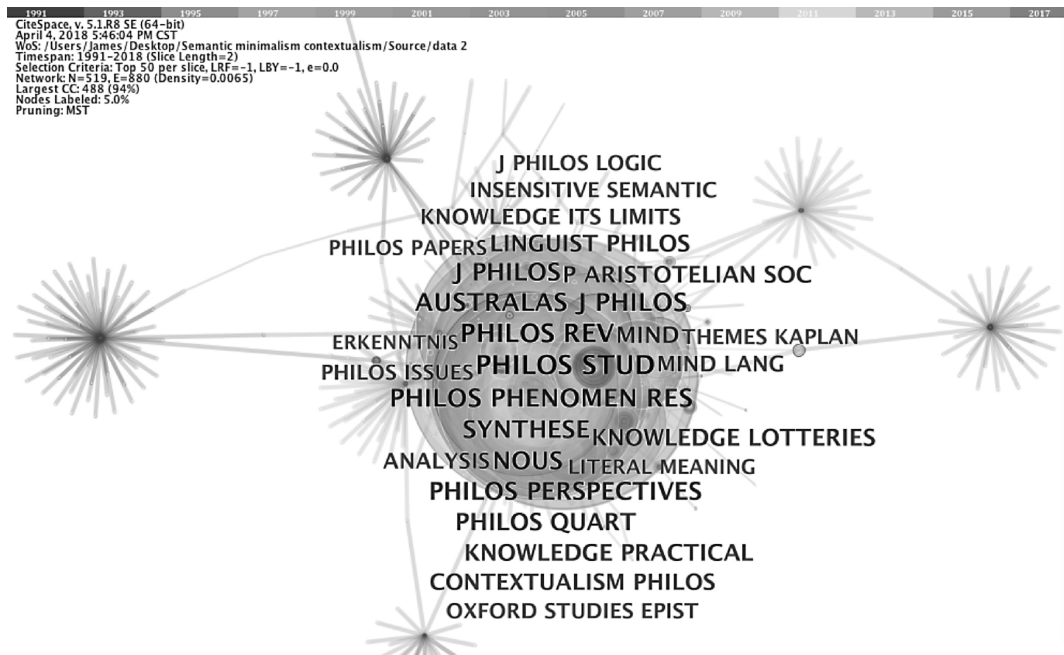 1991 1993 1995 1997 1999 2001 2003 2005 2007 2009 2011 2013 2015 2017
CiteSpace, v. 5.1.R8 SE (64-bit)
April 4, 2018 5:46:04 PM CST
WoS: /Users/James/Desktop/Semantic minimalism contextualism/Source/data 2
Timespan: 1991-2018 (Slice Length=2)
Selection Criteria: Top 50 per slice, LRF=-1, LBY=-1, e=0.0
Network: N=519, E=880 (Density=0.0065)
Largest CC: 488 (94%)
Nodes Labeled: 5.0%
Pruning: MST
J PHILOS LOGIC
INSENSITIVE SEMANTIC
KNOWLEDGE ITS LIMITS
PHILOS PAPERS LINGUIST PHILOS
J PHILOS P ARISTOTELIAN SOC
AUSTRALAS J PHILOS
ERKENNTNIS PHILOS REV MIND THEMES KAPLAN
PHILOS ISSUES PHILOS STUD MIND LANG
PHILOS PHENOMEN RES
SYNTHESE KNOWLEDGE LOTTERIES
ANALYSIS NOUS LITERAL MEANING
PHILOS PERSPECTIVES
PHILOS QUART
KNOWLEDGE PRACTICAL
CONTEXTUALISM PHILOS
OXFORD STUDIES EPIST